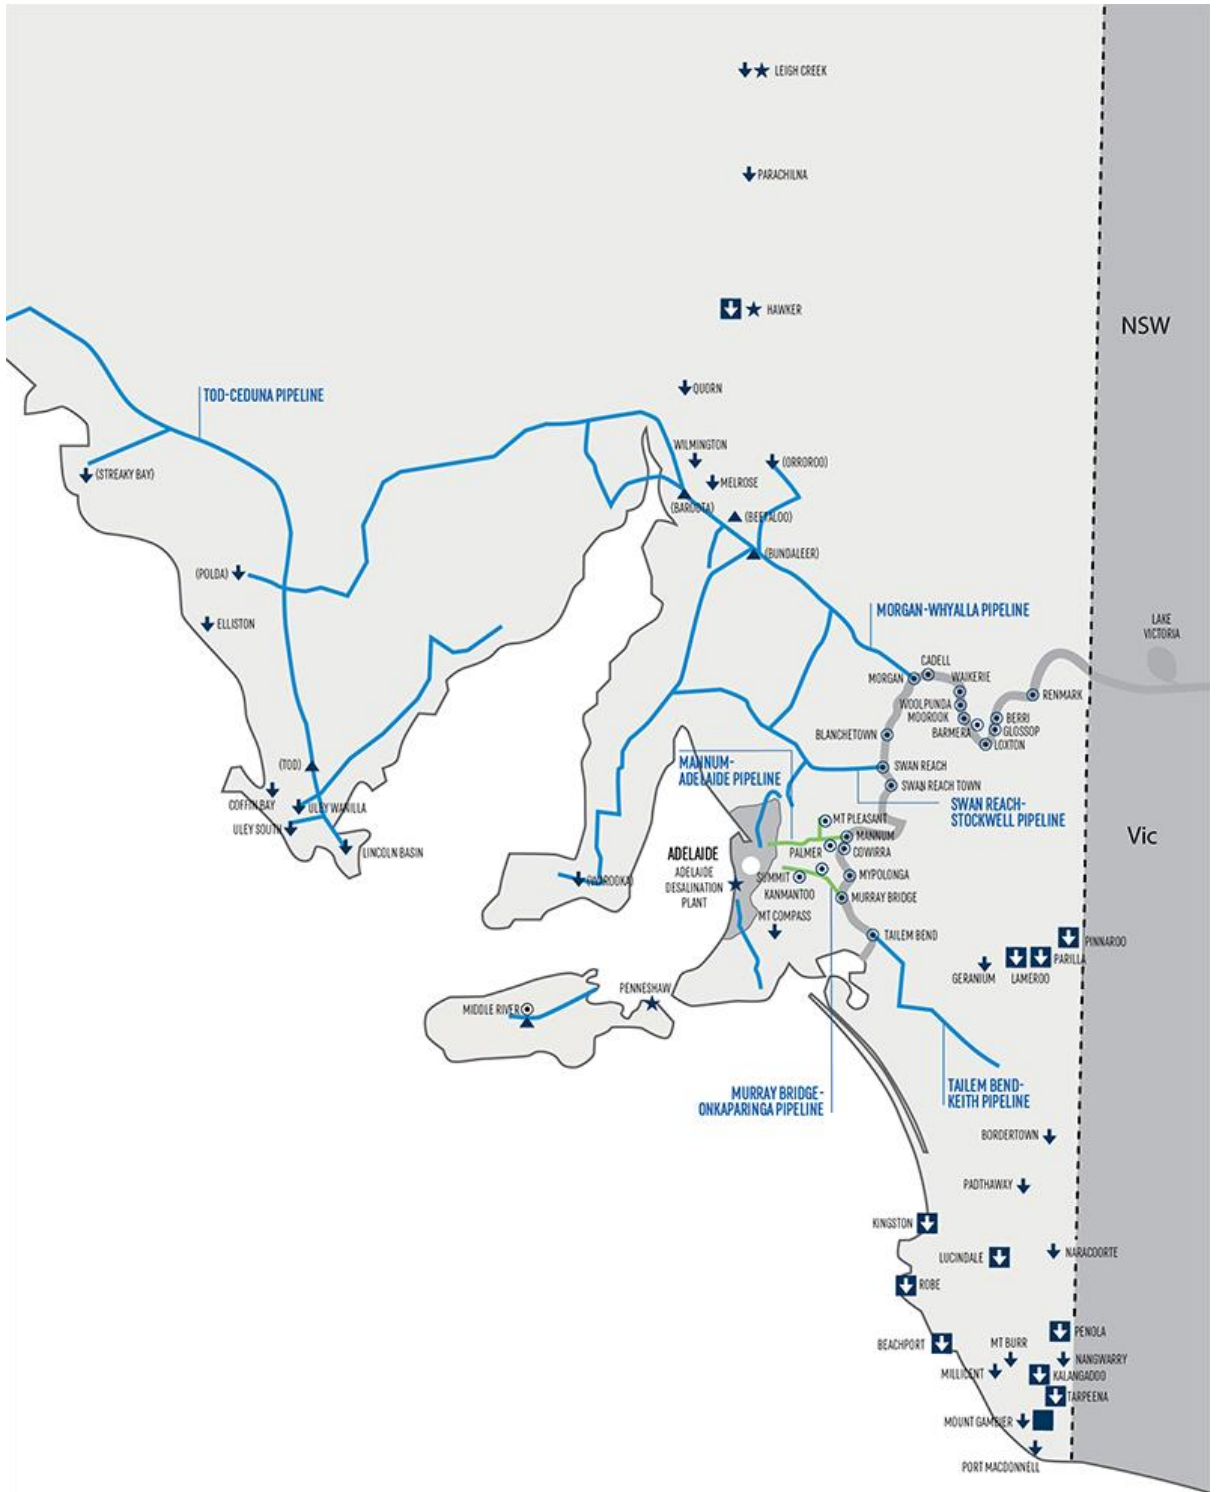 LEIGH CREEK
PARACHILNA
HAWKER
NSW
QUORN
TOD-CEDUNA PIPELINE
WILMINGTON
(STREAKY BAY)
(ORROROO)
MELROSE
(BAROOTA)
(BEETALOO)
(BUNDALEER)
(POLDA)
ELLISTON
MORGAN-WHYALLA PIPELINE
LAKE
VICTORIA
CADELL
MORGAN
WAIKERIE
RENMARK
WOOLPUNDA
MOOROOK
BERRI
BARMERA
GLOSSOP
LOXTON
BLANCHETOWN
(TOD)
MANNUM-
ADELAIDE PIPELINE
SWAN REACH
SWAN REACH TOWN
COFFIN BAY
ULEY WANILLA
SWAN REACH-
STOCKWELL PIPELINE
ULEY SOUTH
MT PLEASANT
MANNUM
Vic
LINCOLN BASIN
ADELAIDE
PALMER
COWIRRA
ADELAIDE
DESALINATION
PLANT
(WAROOKA)
SUMMIT
MYPOLONGA
KANMANTOO
MURRAY BRIDGE
MT COMPASS
TAILEM BEND
PINNAROO
PARILLA
GERANIUM
LAMEROO
PENNESHAW
MIDDLE RIVER
MURRAY BRIDGE-
ONKAPARINGA PIPELINE
TAILEM BEND-
KEITH PIPELINE
BORDERTOWN
PADTHAWAY
KINGSTON
LUCINDALE
NARACOORTE
ROBE
PENOLA
BEACHPORT
MT BURR
NANGWARRY
MILLICENT
KALANGADOO
TARPEENA
MOUNT GAMBIER
PORT MACDONNELL